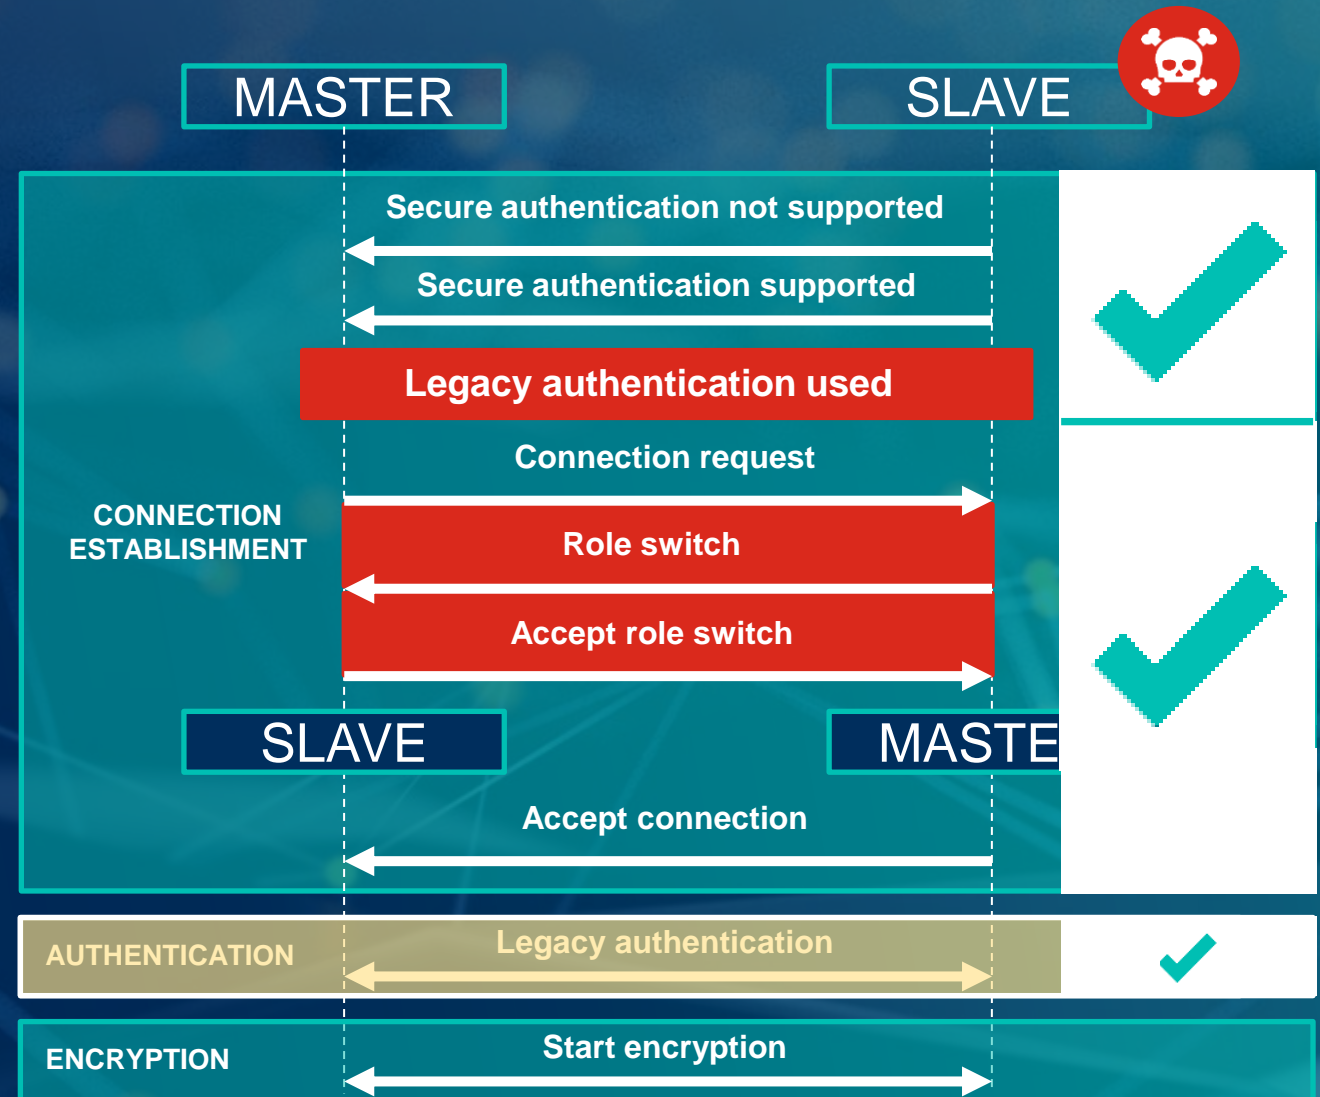 MASTER
SLAVE
Secure authentication not supported
Secure authentication supported
Legacy authentication used
Connection request
CONNECTION
ESTABLISHMENT
Role switch
Accept role switch
SLAVE
MASTE
Accept connection
AUTHENTICATION
Legacy authentication
ENCRYPTION
Start encryption